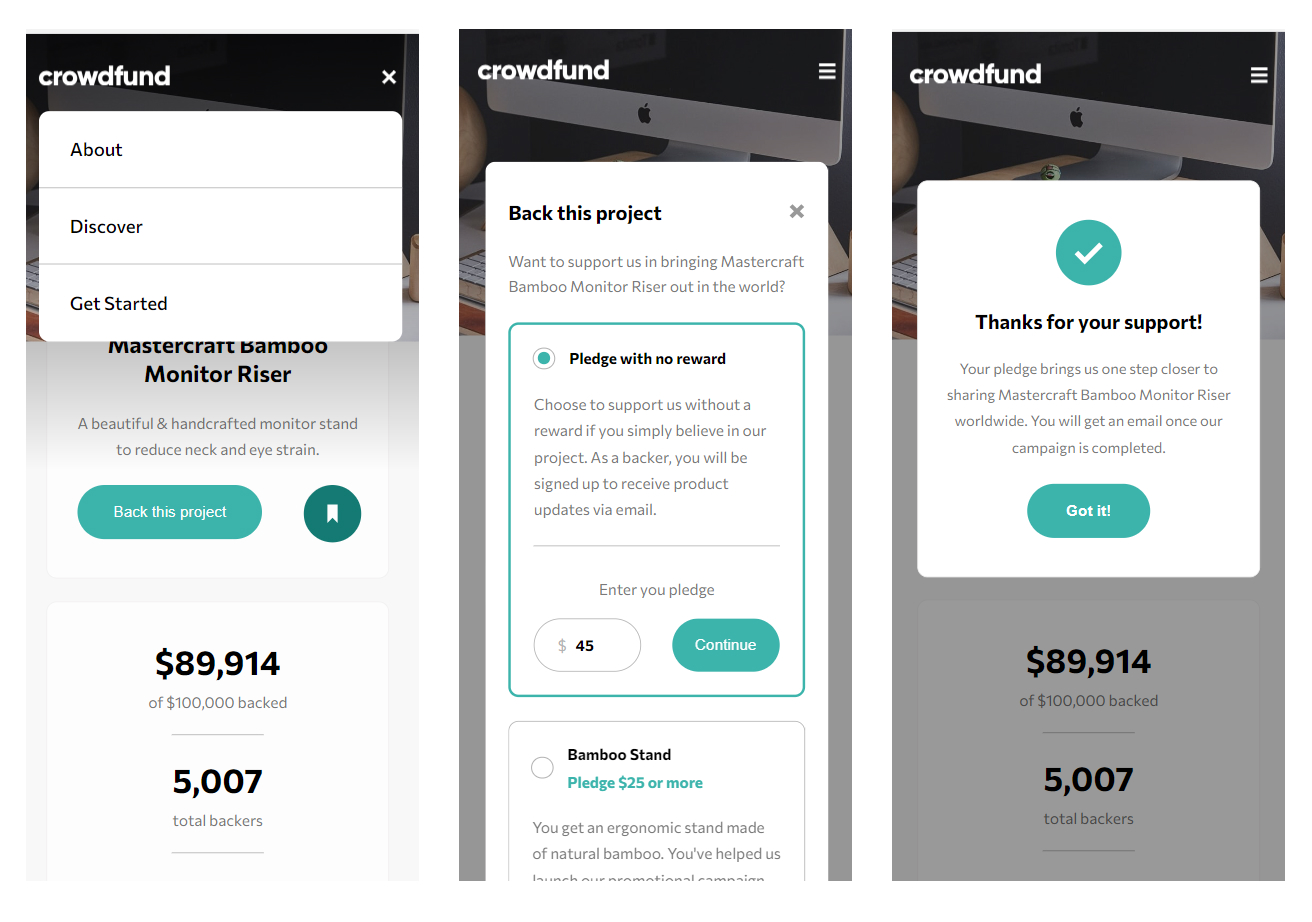 crowdfund
About
Discover
Get Started
Mastercraft Bamboo
Monitor Riser
A beautiful & handcrafted monitor stand
to reduce neck and eye strain.
Back this project
$89,914
of $100,000 backed
5,007
total backers
crowdfund
Back this project
Want to support us in bringing Mastercraft
Bamboo Monitor Riser out in the world?
Pledge with no reward
Choose to support us without a
reward if you simply believe in our
project. As a backer, you will be
signed up to receive product
updates via email.
Enter you pledge
$ 45
Continue
Bamboo Stand
Pledge $25 or more
You get an ergonomic stand made
of natural bamboo. You've helped us
launch our promotional campaign
crowdfund
Thanks for your support!
Your pledge brings us one step closer to
sharing Mastercraft Bamboo Monitor Riser
worldwide. You will get an email once our
campaign is completed.
Got it!
$89,914
of $100,000 backed
5,007
total backers